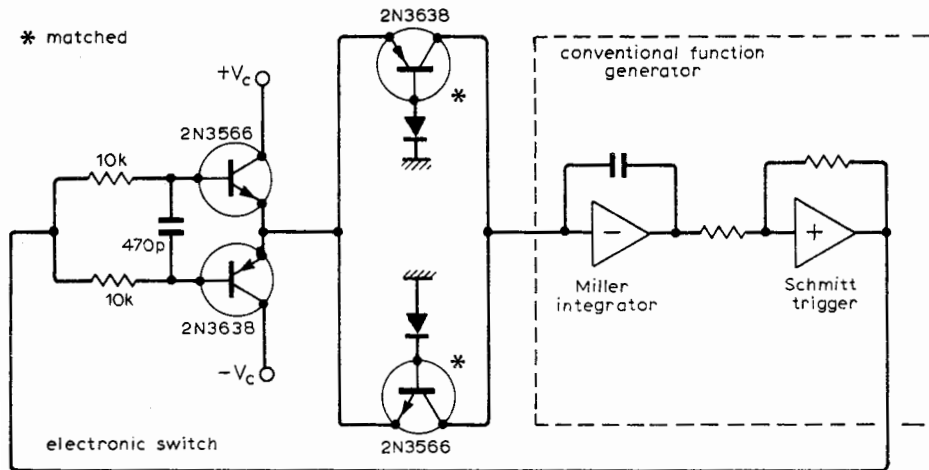 2N3638
* matched
conventional function
generator
+Vc
2N3566
10k
470p
10k
2N3638
-Vc
Miller
integrator
Schmitt
trigger
*
*
electronic switch
2N3566
−
+